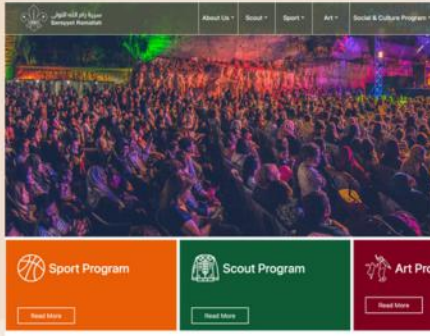 سرية رام الله الأولى
Sareyyet Ramallah
About Us
Scout
Sport
Art
Social & Culture Program
Sport Program
Scout Program
Art Pro
Read More
Read More
Read More